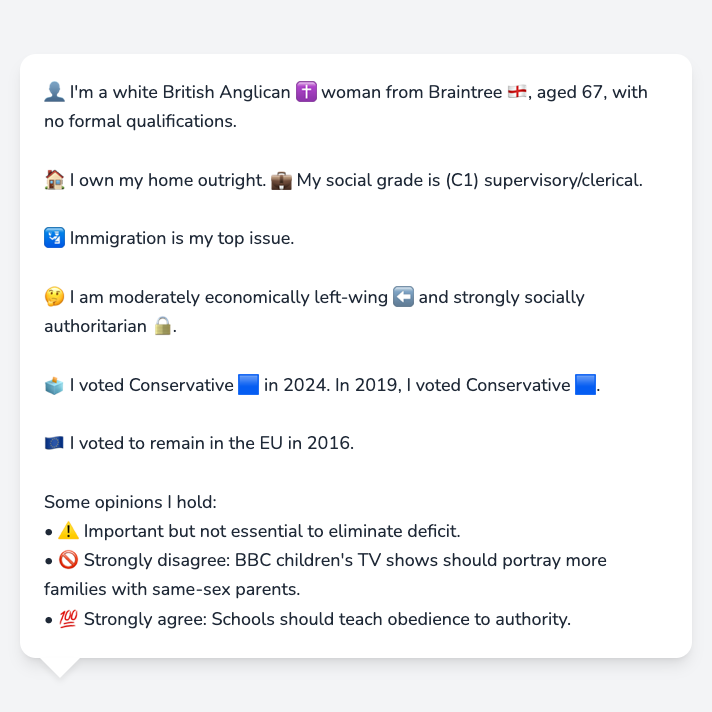 👤 I'm a white British Anglican ✝️ woman from Braintree 🏴󠁧󠁢󠁥󠁮󠁧󠁿, aged 67, with
no formal qualifications.
🏠 I own my home outright. 💼 My social grade is (C1) supervisory/clerical.
🛂 Immigration is my top issue.
🤔 I am moderately economically left-wing ⬅️ and strongly socially
authoritarian 🔒.
🗳️ I voted Conservative 🟦 in 2024. In 2019, I voted Conservative 🟦.
🇪🇺 I voted to remain in the EU in 2016.
Some opinions I hold:
• ⚠️ Important but not essential to eliminate deficit.
• 🚫 Strongly disagree: BBC children's TV shows should portray more
families with same-sex parents.
• 💯 Strongly agree: Schools should teach obedience to authority.